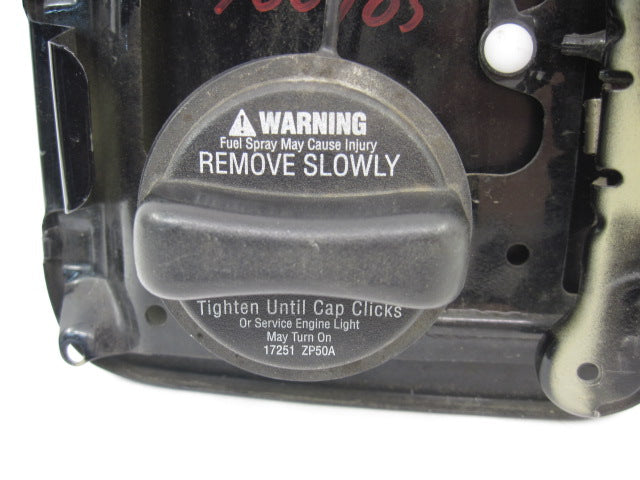 WARNING
Fuel Spray May Cause Injury
REMOVE SLOWLY
Tighten Until Cap Clicks
Or Service Engine Light
May Turn On
17251 ZP50A